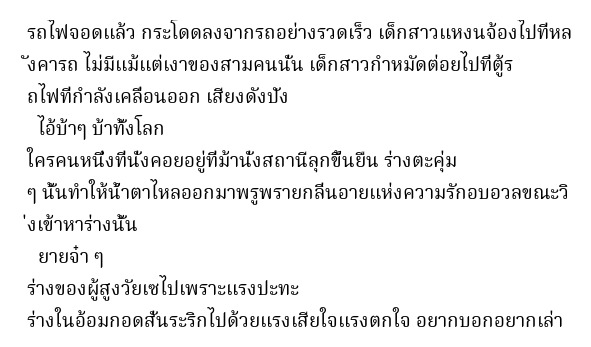 รถไฟจอดแล้ว กระโดดลงจากรถอย่างรวดเร็ว เด็กสาวแหงนจ้องไปที่หล
ังคารถ ไม่มีแม้แต่เงาของสามคนนั้น เด็กสาวกำหมัดต่อยไปที่ตู้ร
ถไฟที่กำลังเคลื่อนออก เสียงดังปัง
ไอ้บ้าๆ บ้าทั้งโลก
ใครคนหนึ่งที่นั่งคอยอยู่ที่ม้านั่งสถานีลุกขึ้นยืน ร่างตะคุ่ม
ๆ นั้นทำให้น้ำตาไหลออกมาพรูพรายกลิ่นอายแห่งความรักอบอวลขณะวิ
่งเข้าหาร่างนั้น
ยายจ๋า ๆ
ร่างของผู้สูงวัยเซไปเพราะแรงปะทะ
ร่างในอ้อมกอดสั่นระริกไปด้วยแรงเสียใจแรงตกใจ อยากบอกอยากเล่า